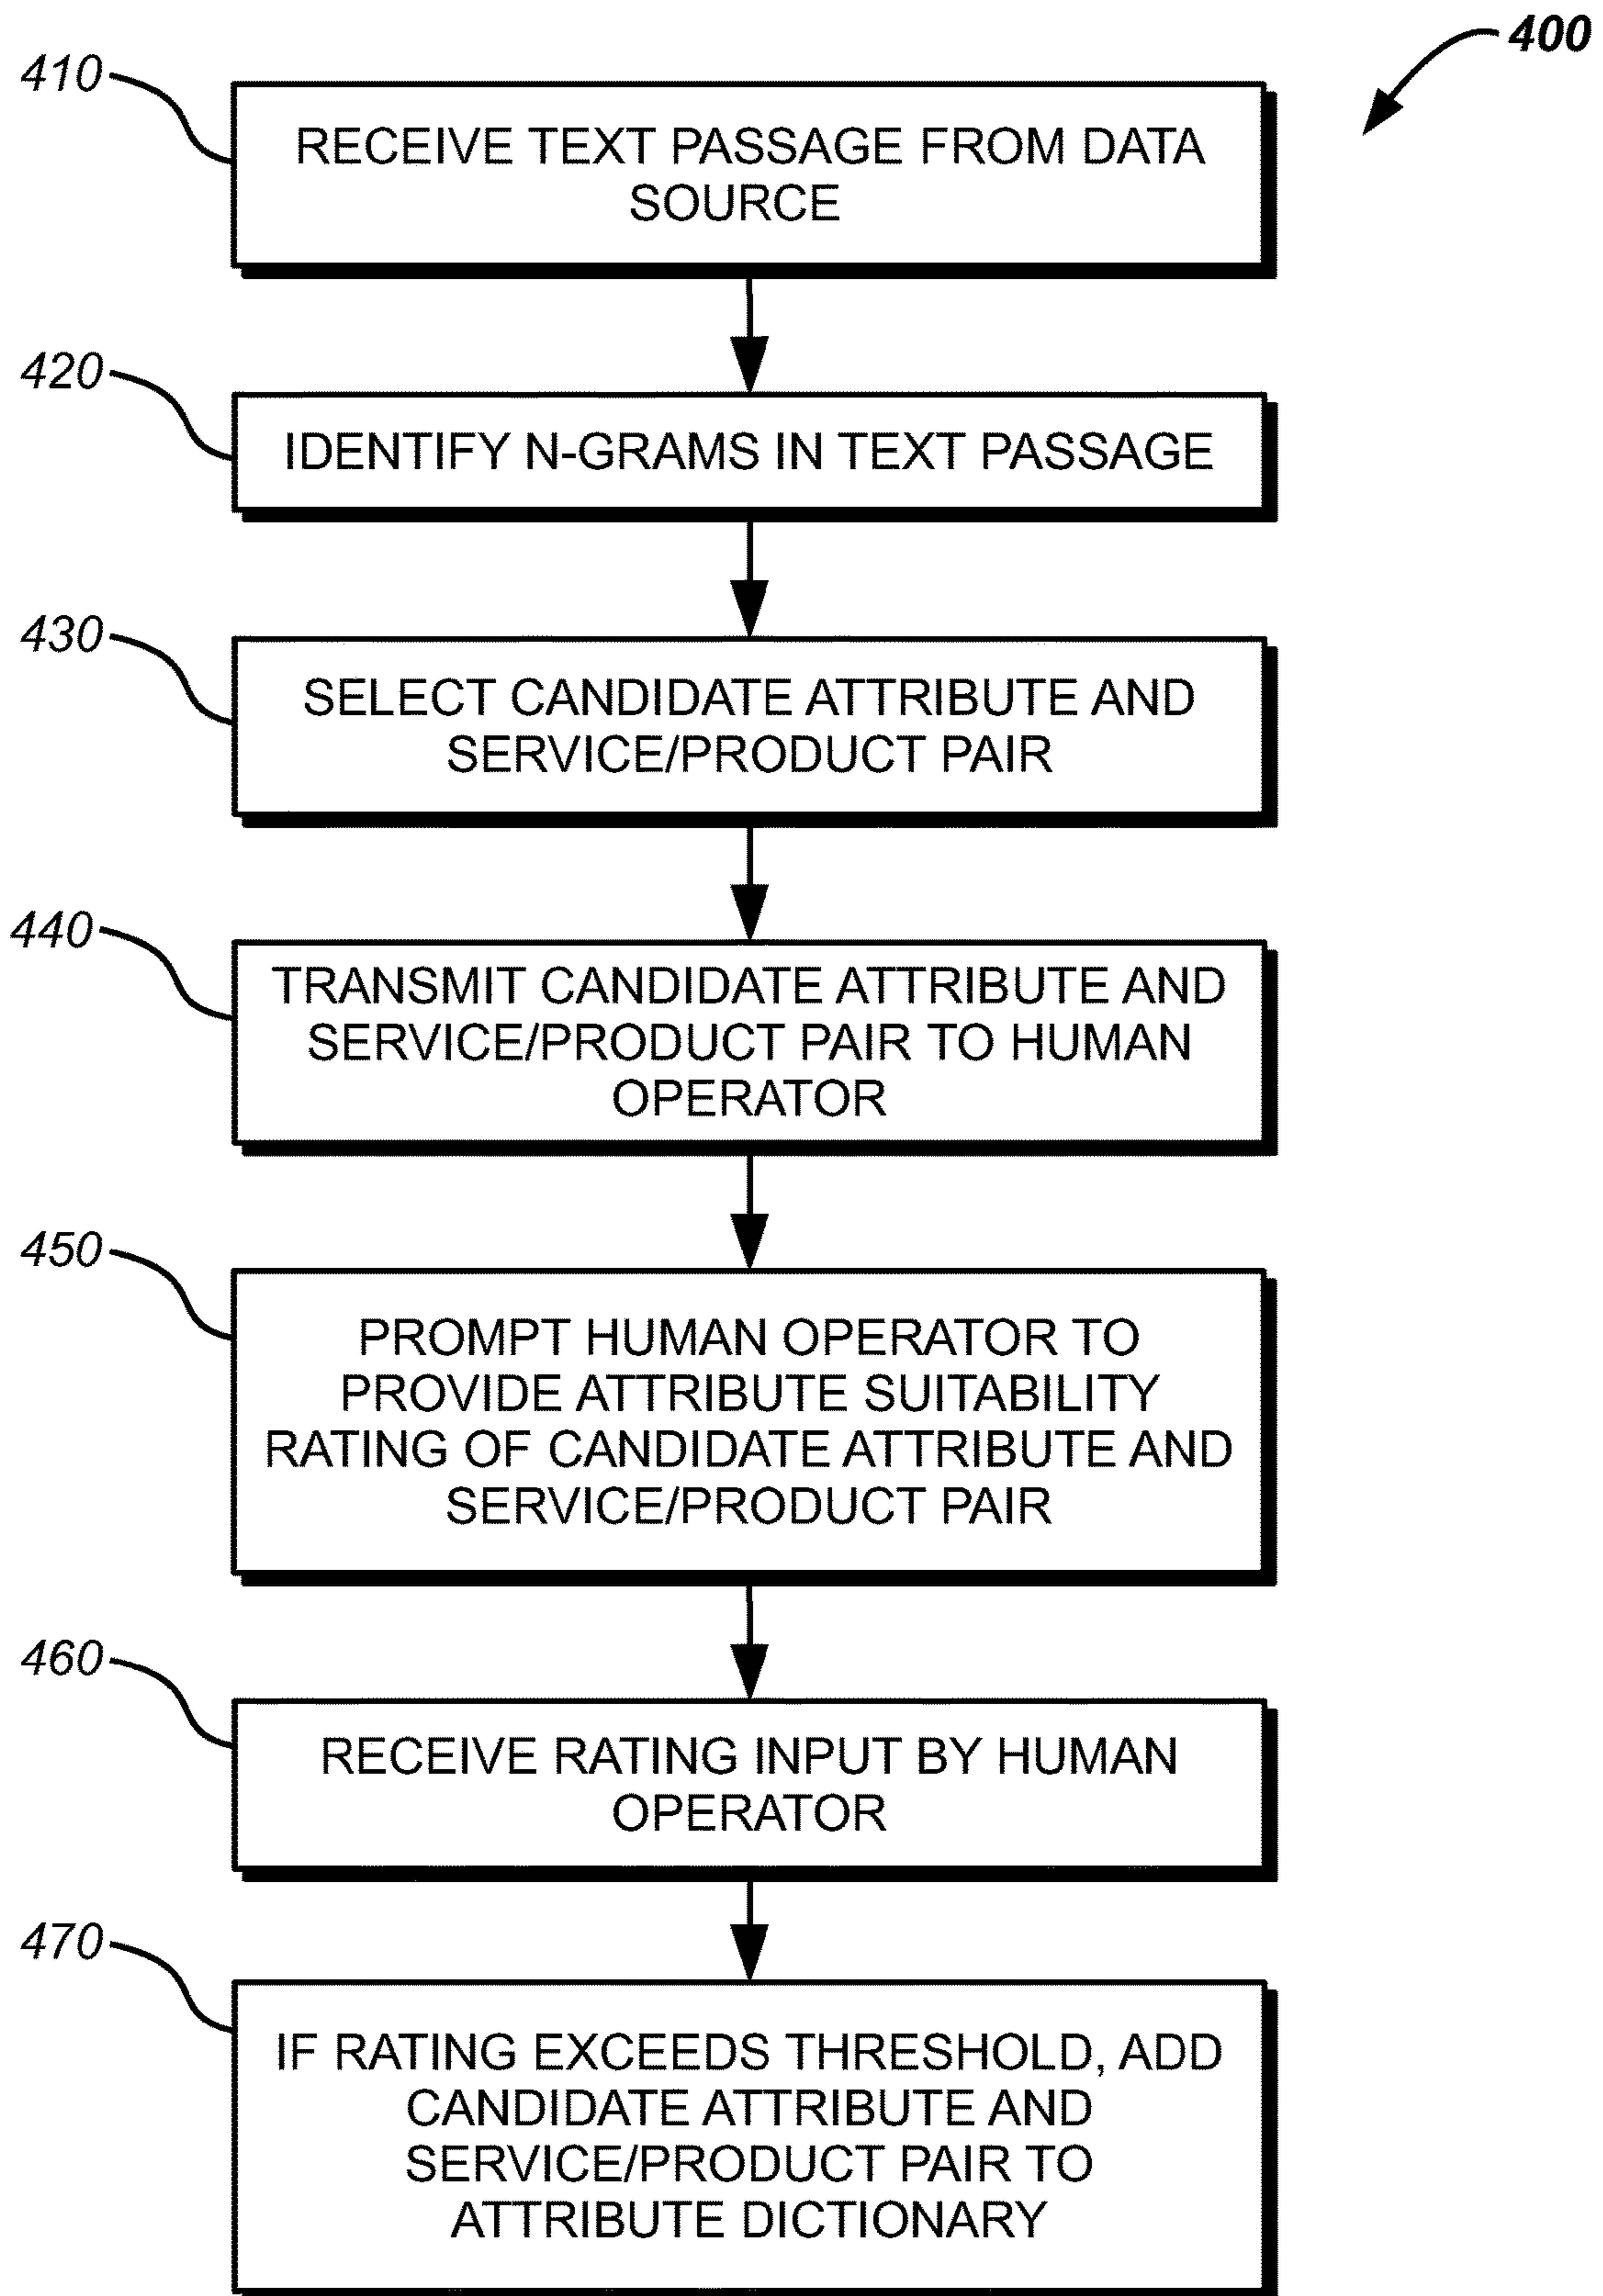 400
410
RECEIVE TEXT PASSAGE FROM DATA
SOURCE
420
IDENTIFY N-GRAMS IN TEXT PASSAGE
430
SELECT CANDIDATE ATTRIBUTE AND
SERVICE/PRODUCT PAIR
440
TRANSMIT CANDIDATE ATTRIBUTE AND
SERVICE/PRODUCT PAIR TO HUMAN
OPERATOR
450
PROMPT HUMAN OPERATOR TO
PROVIDE ATTRIBUTE SUITABILITY
RATING OF CANDIDATE ATTRIBUTE AND
SERVICE/PRODUCT PAIR
460
RECEIVE RATING INPUT BY HUMAN
OPERATOR
470
IF RATING EXCEEDS THRESHOLD, ADD
CANDIDATE ATTRIBUTE AND
SERVICE/PRODUCT PAIR TO
ATTRIBUTE DICTIONARY